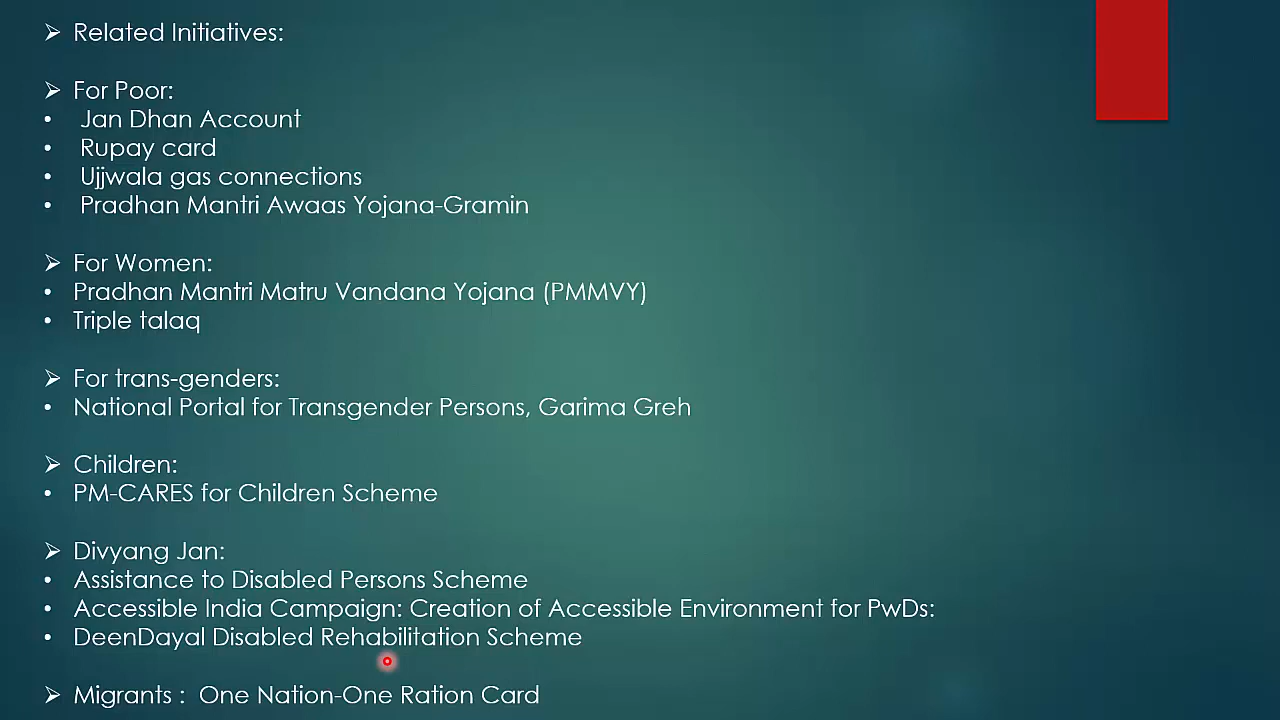 ➢ Related Initiatives:
➢ For Poor:
• Jan Dhan Account
• Rupay card
• Ujjwala gas connections
• Pradhan Mantri Awaas Yojana-Gramin
➢ For Women:
• Pradhan Mantri Matru Vandana Yojana (PMMVY)
• Triple talaq
➢ For trans-genders:
• National Portal for Transgender Persons, Garima Greh
➢ Children:
• PM-CARES for Children Scheme
➢ Divyang Jan:
• Assistance to Disabled Persons Scheme
• Accessible India Campaign: Creation of Accessible Environment for PwDs:
• DeenDayal Disabled Rehabilitation Scheme
➢ Migrants : One Nation-One Ration Card